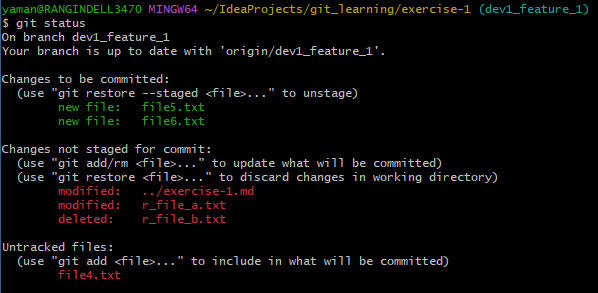 yaman@RANGINDELL3470 MINGW64 ~/IdeaProjects/git_learning/exercise-1 (dev1_feature_1)
$ git status
On branch dev1_feature_1
Your branch is up to date with 'origin/dev1_feature_1'.

Changes to be committed:
  (use "git restore --staged <file>..." to unstage)
        new file:   file5.txt
        new file:   file6.txt

Changes not staged for commit:
  (use "git add/rm <file>..." to update what will be committed)
  (use "git restore <file>..." to discard changes in working directory)
        modified:   ../exercise-1.md
        modified:   r_file_a.txt
        deleted:    r_file_b.txt

Untracked files:
  (use "git add <file>..." to include in what will be committed)
        file4.txt